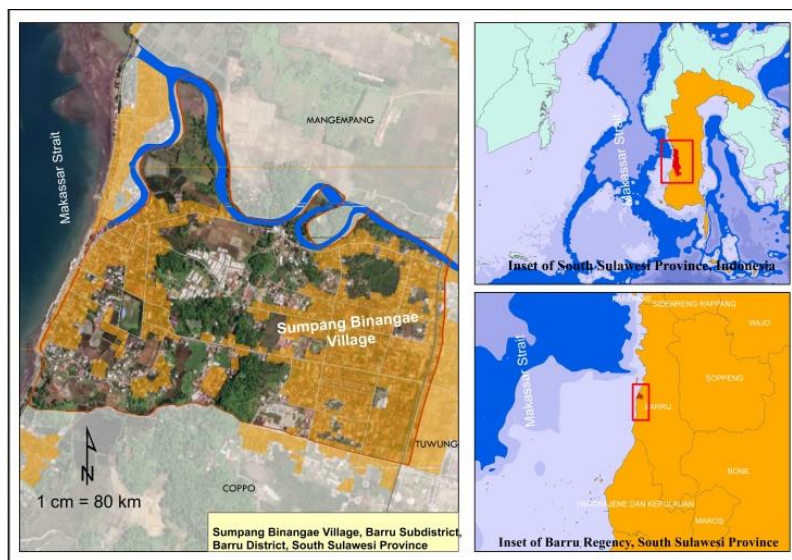 MANGEMPANG
Makassar Strait
Sumpang Binangae
Village
TUWUNG
N
1 cm = 80 km
COPPO
Sumpang Binangae Village, Barru Subdistrict,
Barru District, South Sulawesi Province
Makassar Strait
Inset of South Sulawesi Province, Indonesia
SIDENRENG RAPPANG
WAJO
Makassar Strait
SOPPENG
BARRU
BONE
DAN KEPULAUAN
MAROS
Inset of Barru Regency, South Sulawesi Province